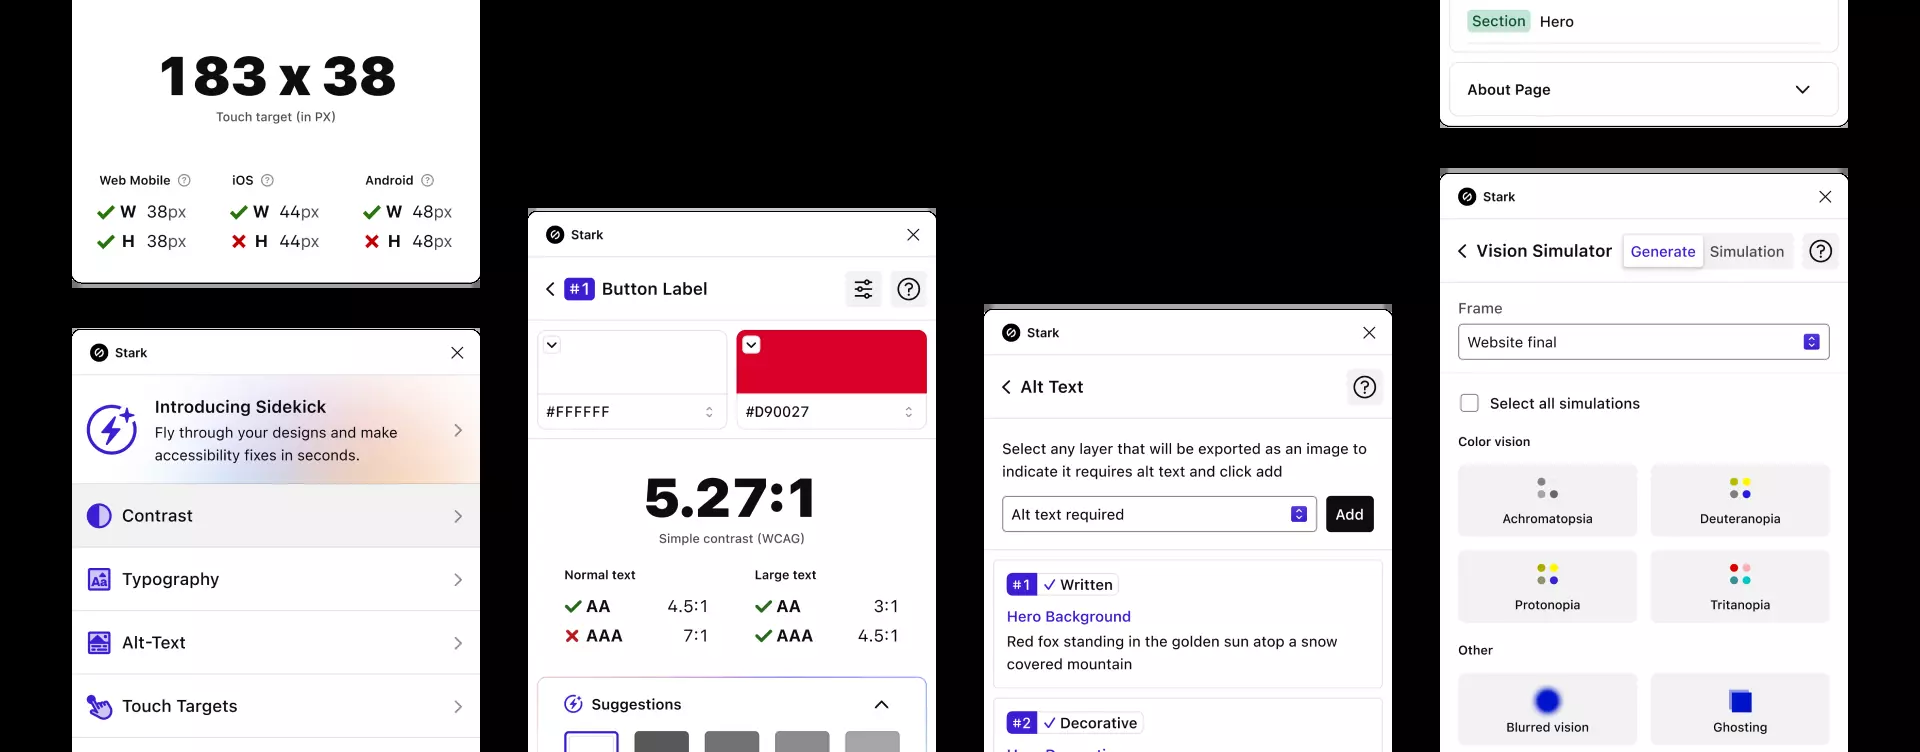 183 x 38
Touch target (in PX)
Web Mobile
W 38px
H 38px
iOS
W 44px
H 44px
Android
W 48px
H 48px
Stark
Introducing Sidekick
Fly through your designs and make
accessibility fixes in seconds.
Contrast
Typography
Alt-Text
Touch Targets
Stark
#1 Button Label
#FFFFFF
#D90027
5.27:1
Simple contrast (WCAG)
Normal text
AA 4.5:1
AAA 7:1
Large text
AA 3:1
AAA 4.5:1
Suggestions
Stark
Alt Text
Select any layer that will be exported as an image to
indicate it requires alt text and click add
Alt text required
Add
#1 Written
Hero Background
Red fox standing in the golden sun atop a snow
covered mountain
#2 Decorative
Section Hero
About Page
Stark
Vision Simulator
Generate
Simulation
Frame
Website final
Select all simulations
Color vision
Achromatopsia
Deuteranopia
Protonopia
Tritanopia
Other
Blurred vision
Ghosting